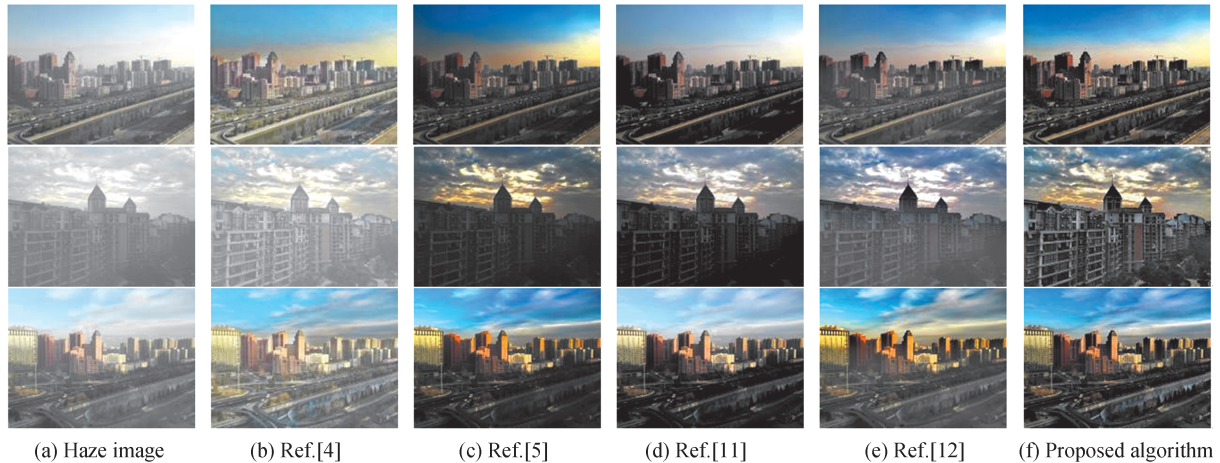 (a) Haze image
(b) Ref.[4]
(c) Ref.[5]
(d) Ref.[11]
(e) Ref.[12]
(f) Proposed algorithm